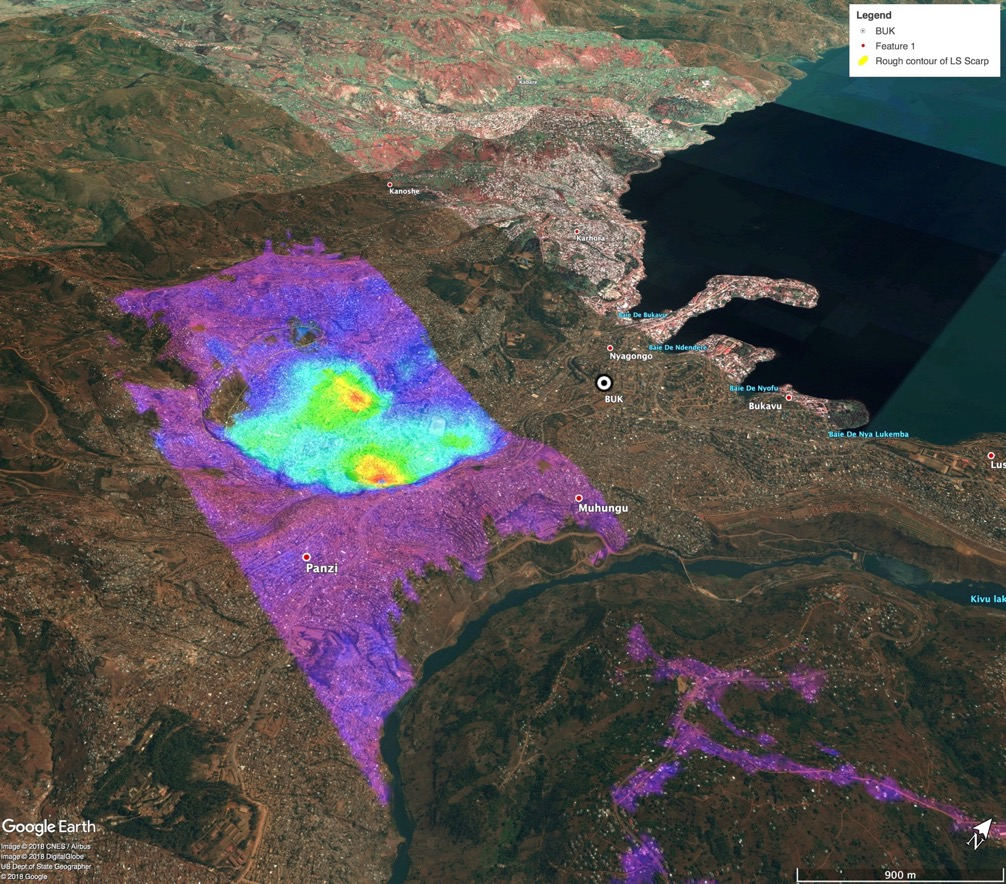 Legend
BUK
Feature 1
Rough contour of LS Scarp
Kabare
Kanoshe
Karhora
Baie De Bukavu
Baie De Ndendere
Nyagongo
BUK
Baie De Nyofu
Bukavu
Baie De Nya Lukemba
Lus
Muhungu
Panzi
Kivu lak
Google Earth
Image © 2018 CNES / Airbus
Image © 2018 DigitalGlobe
US Dept of State Geographer
© 2018 Google
N
900 m